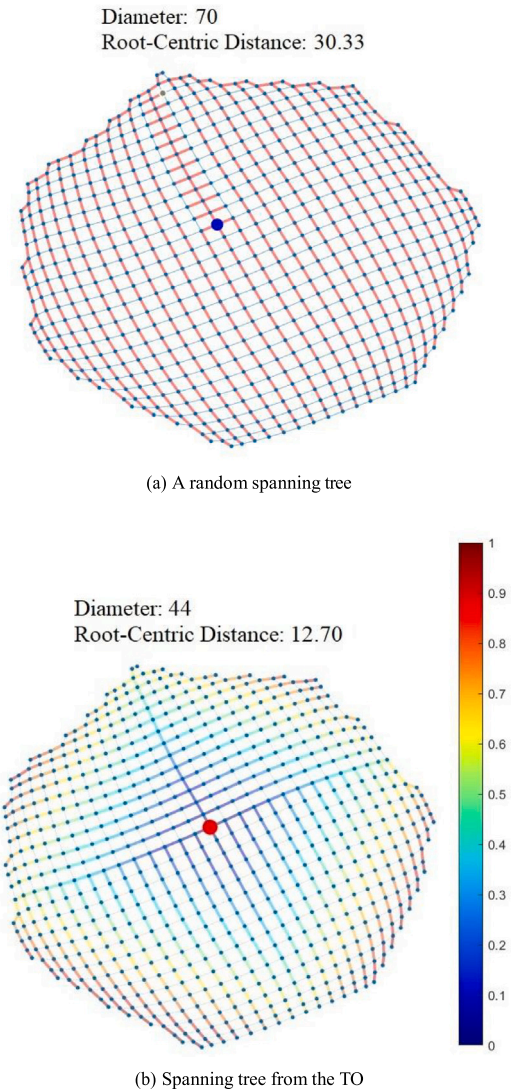 Diameter: 70
Root-Centric Distance: 30.33
(a) A random spanning tree
Diameter: 44
Root-Centric Distance: 12.70
1
0.9
0.8
0.7
0.6
0.5
0.4
0.3
0.2
0.1
0
(b) Spanning tree from the TO